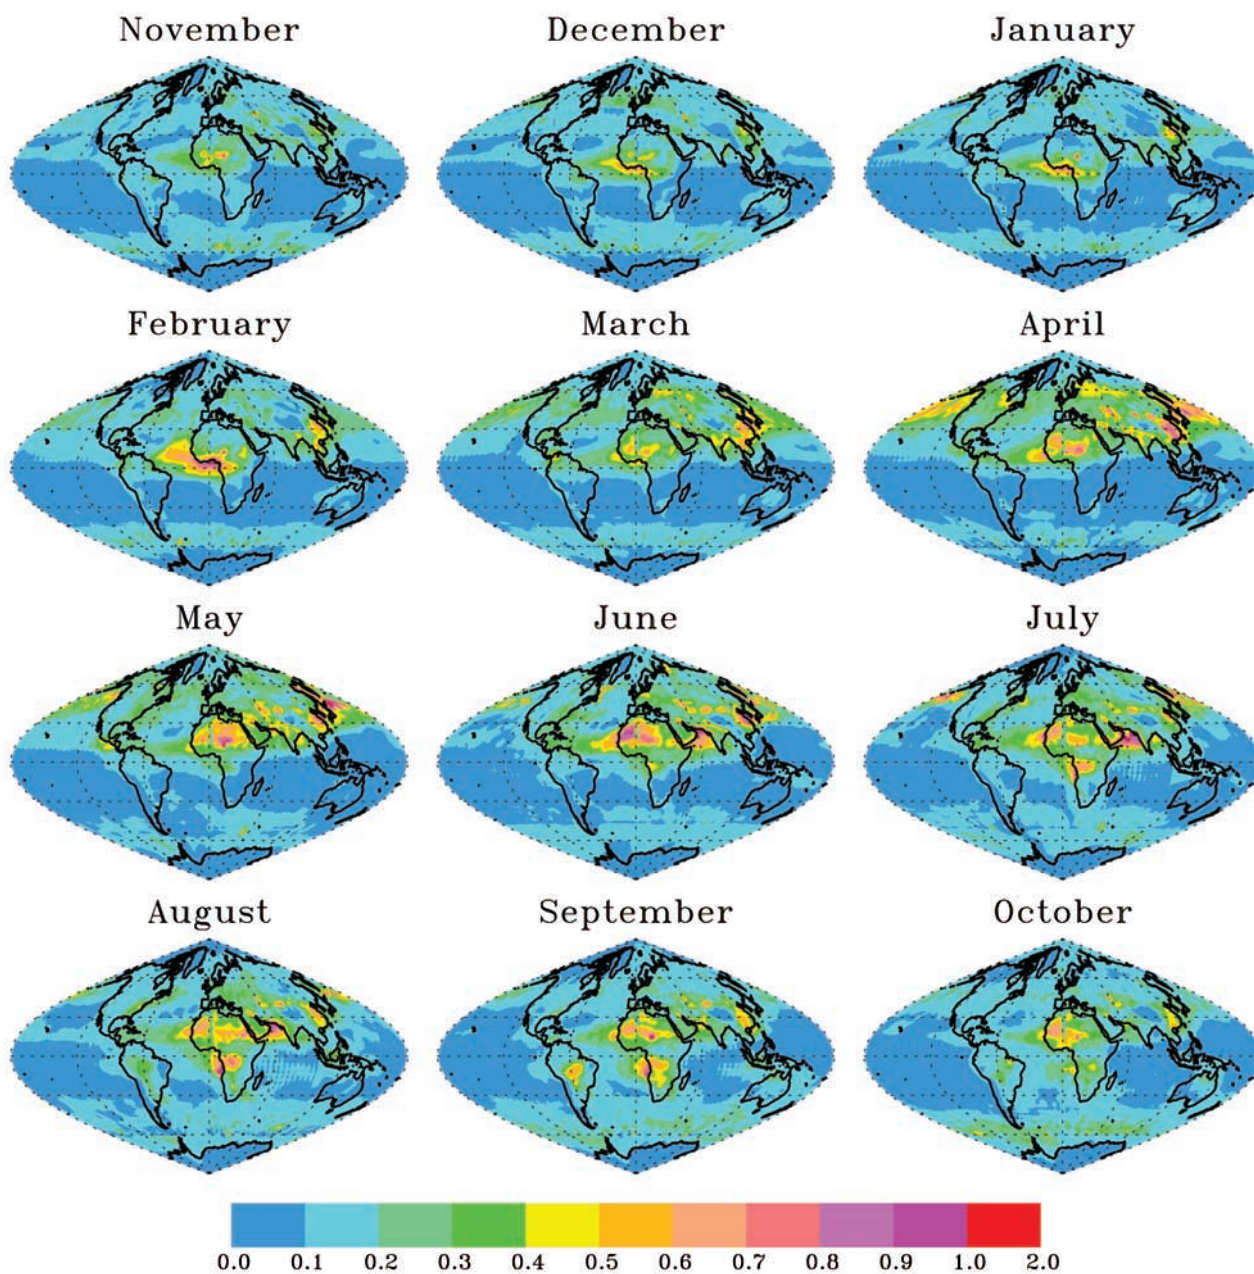 November December January
February March April
May June July
August September October
0.0 0.1 0.2 0.3 0.4 0.5 0.6 0.7 0.8 0.9 1.0 2.0